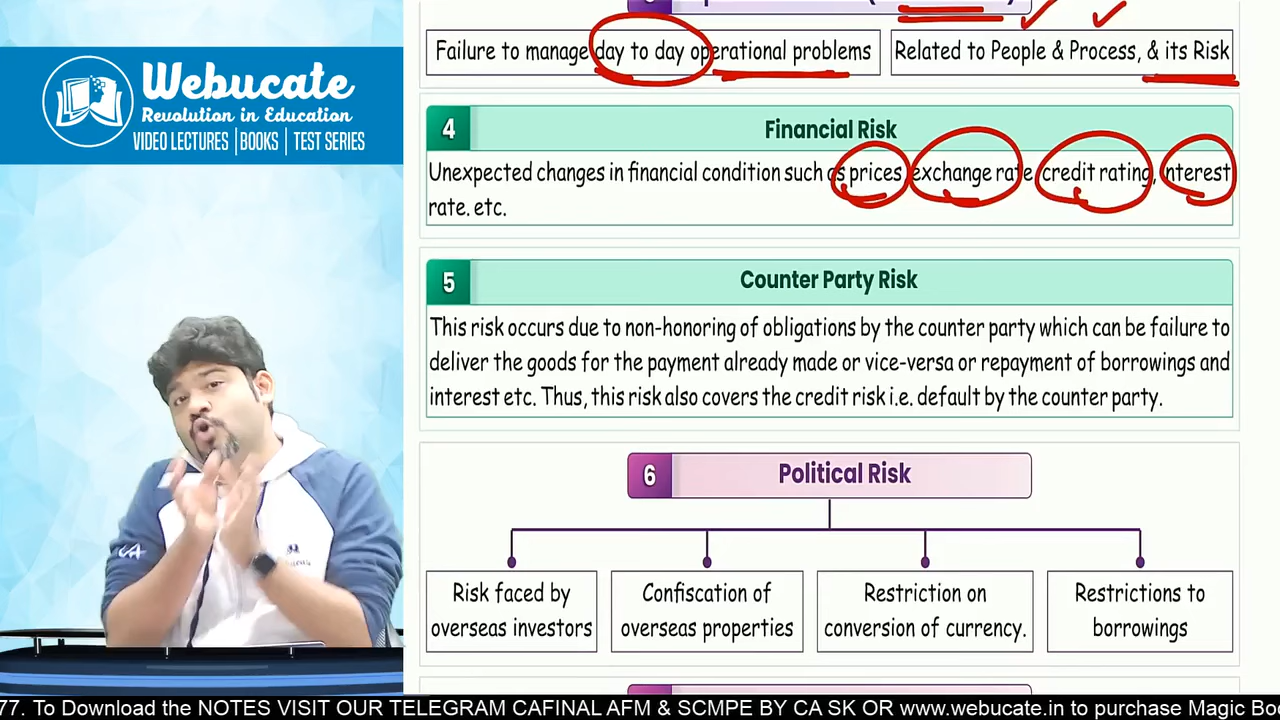 Webucate
Revolution in Education
VIDEO LECTURES | BOOKS | TEST SERIES
Failure to manage day to day operational problems
Related to People & Process, & its Risk
4
Financial Risk
Unexpected changes in financial condition such as prices exchange rate credit rating, interest
rate. etc.
5
Counter Party Risk
This risk occurs due to non-honoring of obligations by the counter party which can be failure to
deliver the goods for the payment already made or vice-versa or repayment of borrowings and
interest etc. Thus, this risk also covers the credit risk i.e. default by the counter party.
6
Political Risk
Risk faced by
overseas investors
Confiscation of
overseas properties
Restriction on
conversion of currency.
Restrictions to
borrowings
77. To Download the NOTES VISIT OUR TELEGRAM CAFINAL AFM & SCMPE BY CA SK OR www.webucate.in to purchase Magic Bo